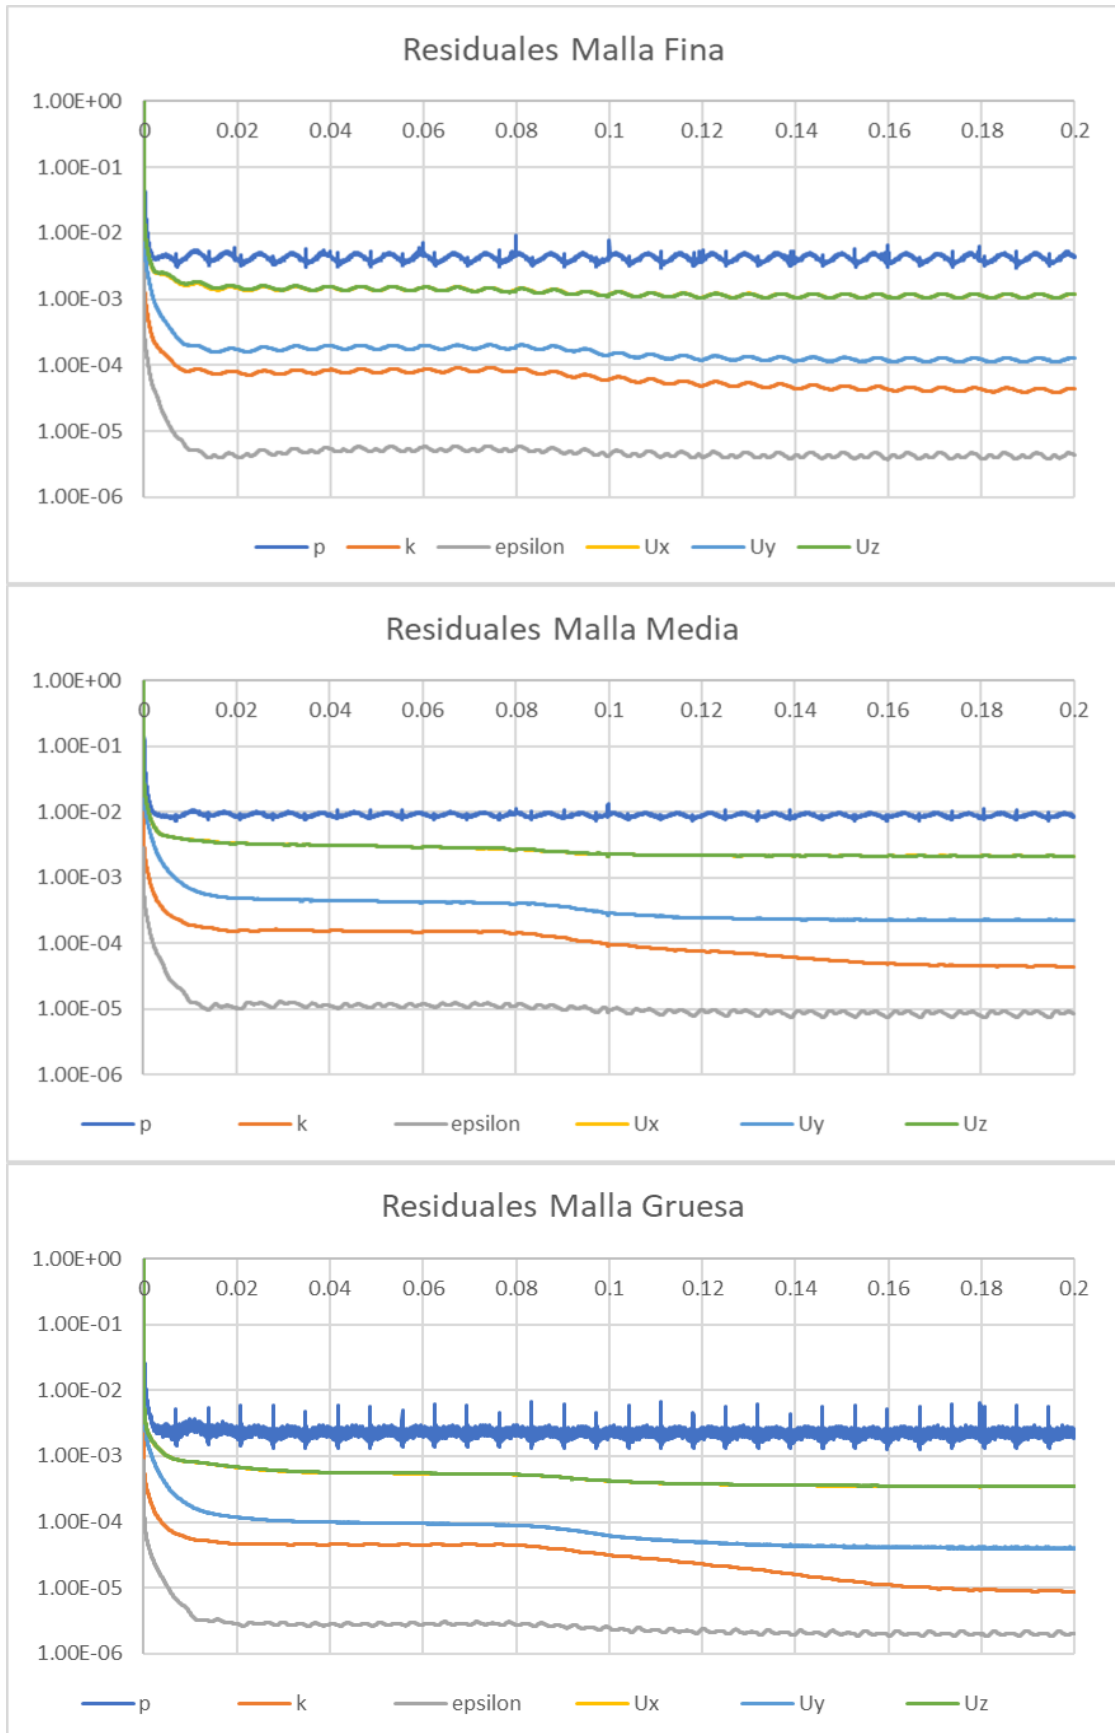 Residuales Malla Fina
1.00E+00
0 0.02 0.04 0.06 0.08 0.1 0.12 0.14 0.16 0.18 0.2
1.00E-01
1.00E-02
1.00E-03
1.00E-04
1.00E-05
1.00E-06
p k epsilon Ux Uy Uz
Residuales Malla Media
1.00E+00
0 0.02 0.04 0.06 0.08 0.1 0.12 0.14 0.16 0.18 0.2
1.00E-01
1.00E-02
1.00E-03
1.00E-04
1.00E-05
1.00E-06
p k epsilon Ux Uy Uz
Residuales Malla Gruesa
1.00E+00
0 0.02 0.04 0.06 0.08 0.1 0.12 0.14 0.16 0.18 0.2
1.00E-01
1.00E-02
1.00E-03
1.00E-04
1.00E-05
1.00E-06
p k epsilon Ux Uy Uz